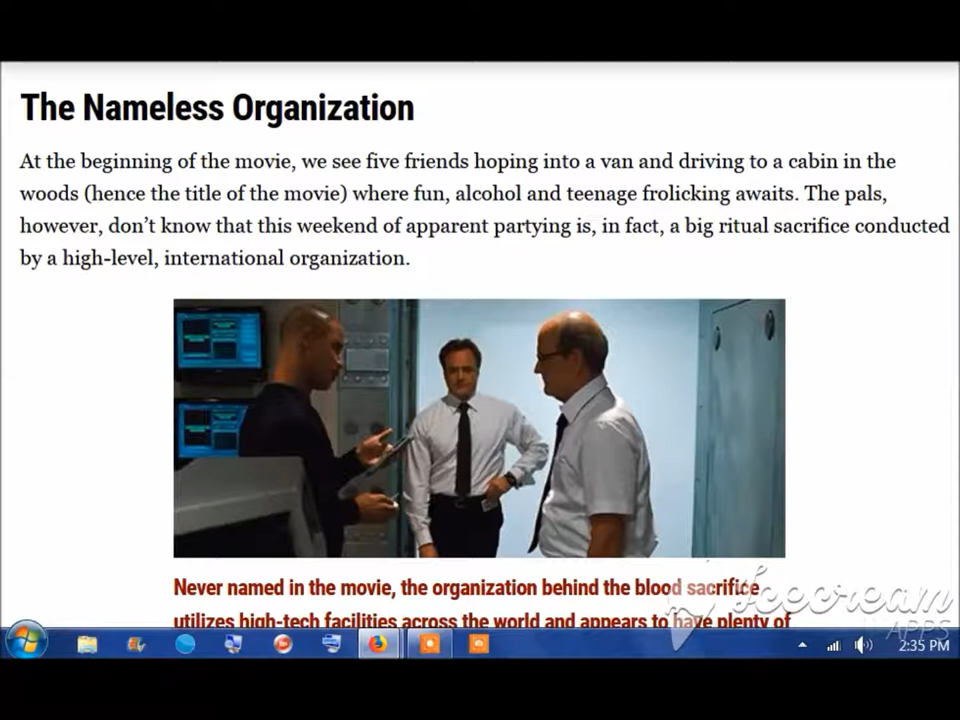 The Nameless Organization
At the beginning of the movie, we see five friends hoping into a van and driving to a cabin in the
woods (hence the title of the movie) where fun, alcohol and teenage frolicking awaits. The pals,
however, don’t know that this weekend of apparent partying is, in fact, a big ritual sacrifice conducted
by a high-level, international organization.
Never named in the movie, the organization behind the blood sacrifice
utilizes high-tech facilities across the world and appears to have plenty of
Icecream
APPS
2:35 PM